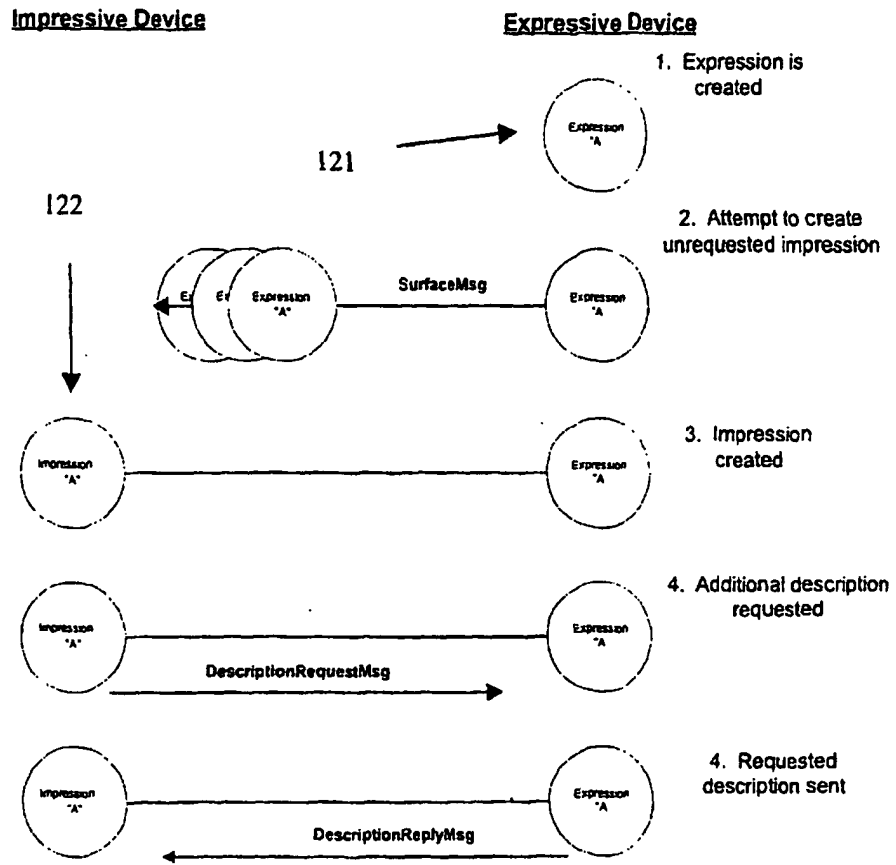 Impressive Device
Expressive Device
1. Expression is
created
Expression
"A
121
122
2. Attempt to create
unrequested impression
SurfaceMsg
E
E
Expression
"A"
Expression
"A
3. Impression
created
Impression
"A"
Expression
"A
4. Additional description
requested
Impression
"A"
Expression
"A
DescriptionRequestMsg
4. Requested
description sent
Impression
"A"
Expression
"A
DescriptionReplyMsg